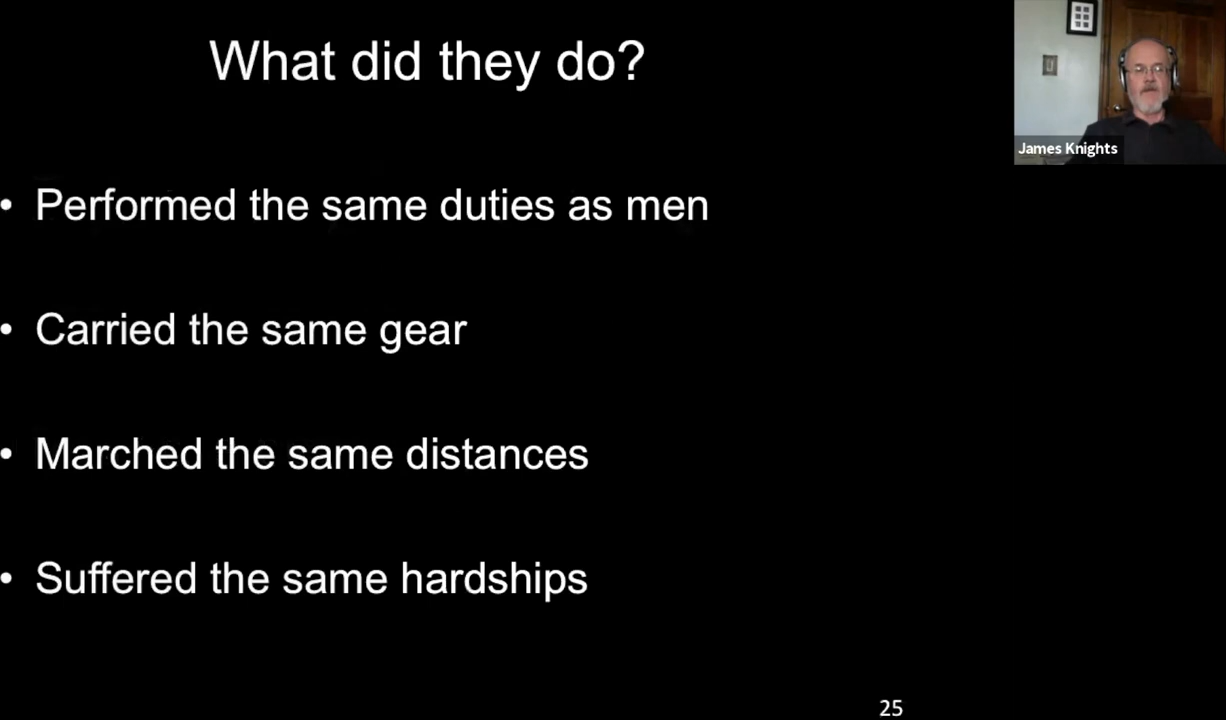 What did they do?
James Knights
• Performed the same duties as men
• Carried the same gear
• Marched the same distances
• Suffered the same hardships
25